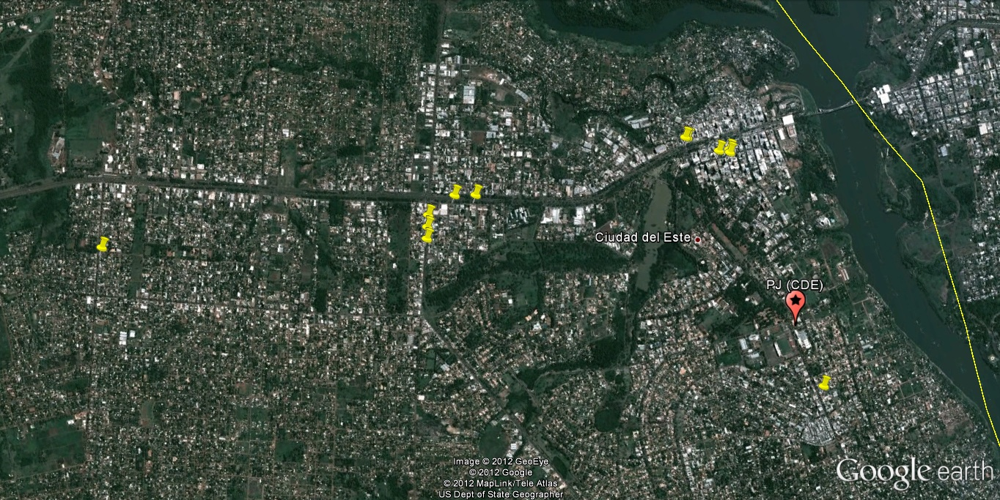 Ciudad del Este
PJ (CDE)
Image © 2012 GeoEye
© 2012 Google
© 2012 MapLink/Tele Atlas
US Dept of State Geographer
Google earth